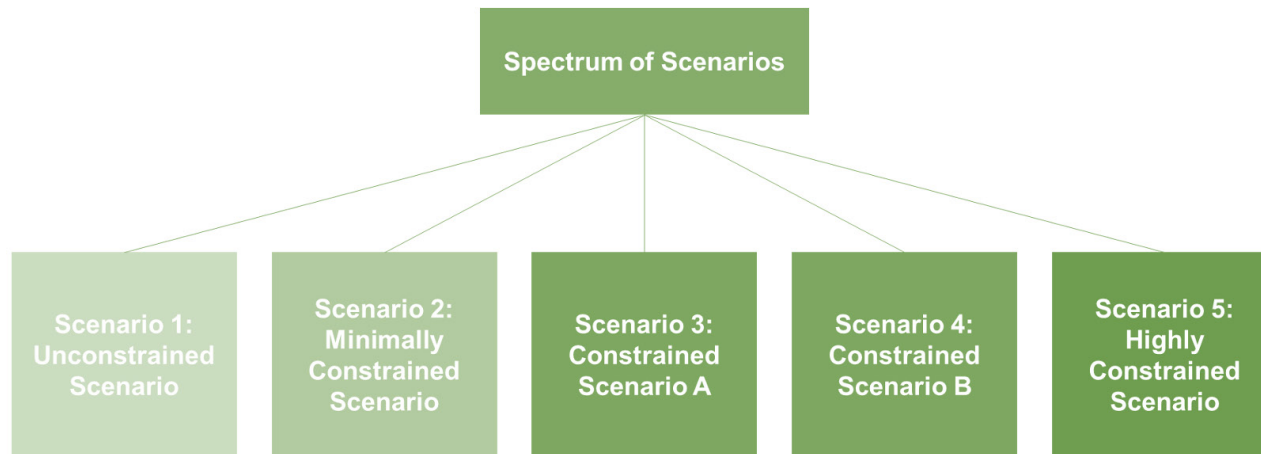 Spectrum of Scenarios
Scenario 1:
Unconstrained
Scenario
Scenario 2:
Minimally
Constrained
Scenario
Scenario 3:
Constrained
Scenario A
Scenario 4:
Constrained
Scenario B
Scenario 5:
Highly
Constrained
Scenario